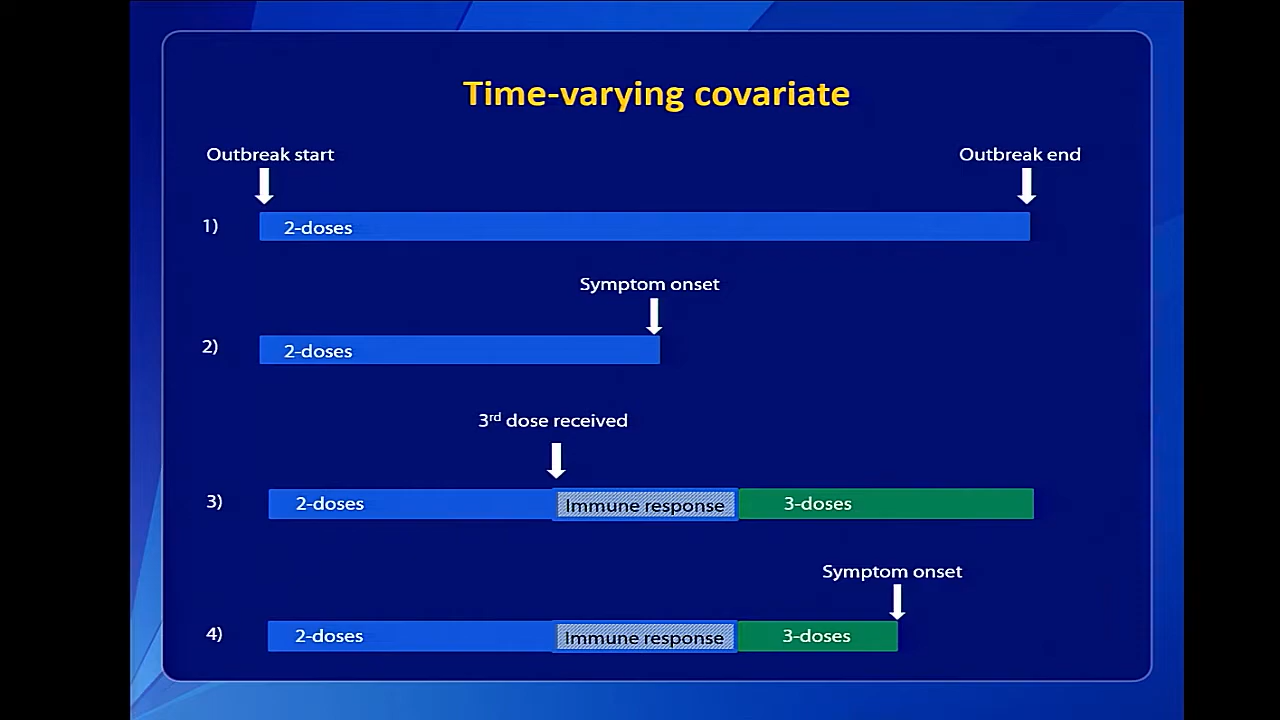 Time-varying covariate
Outbreak start
Outbreak end
1)
2-doses
Symptom onset
2)
2-doses
3rd dose received
3)
2-doses
Immune response
3-doses
Symptom onset
4)
2-doses
Immune response
3-doses